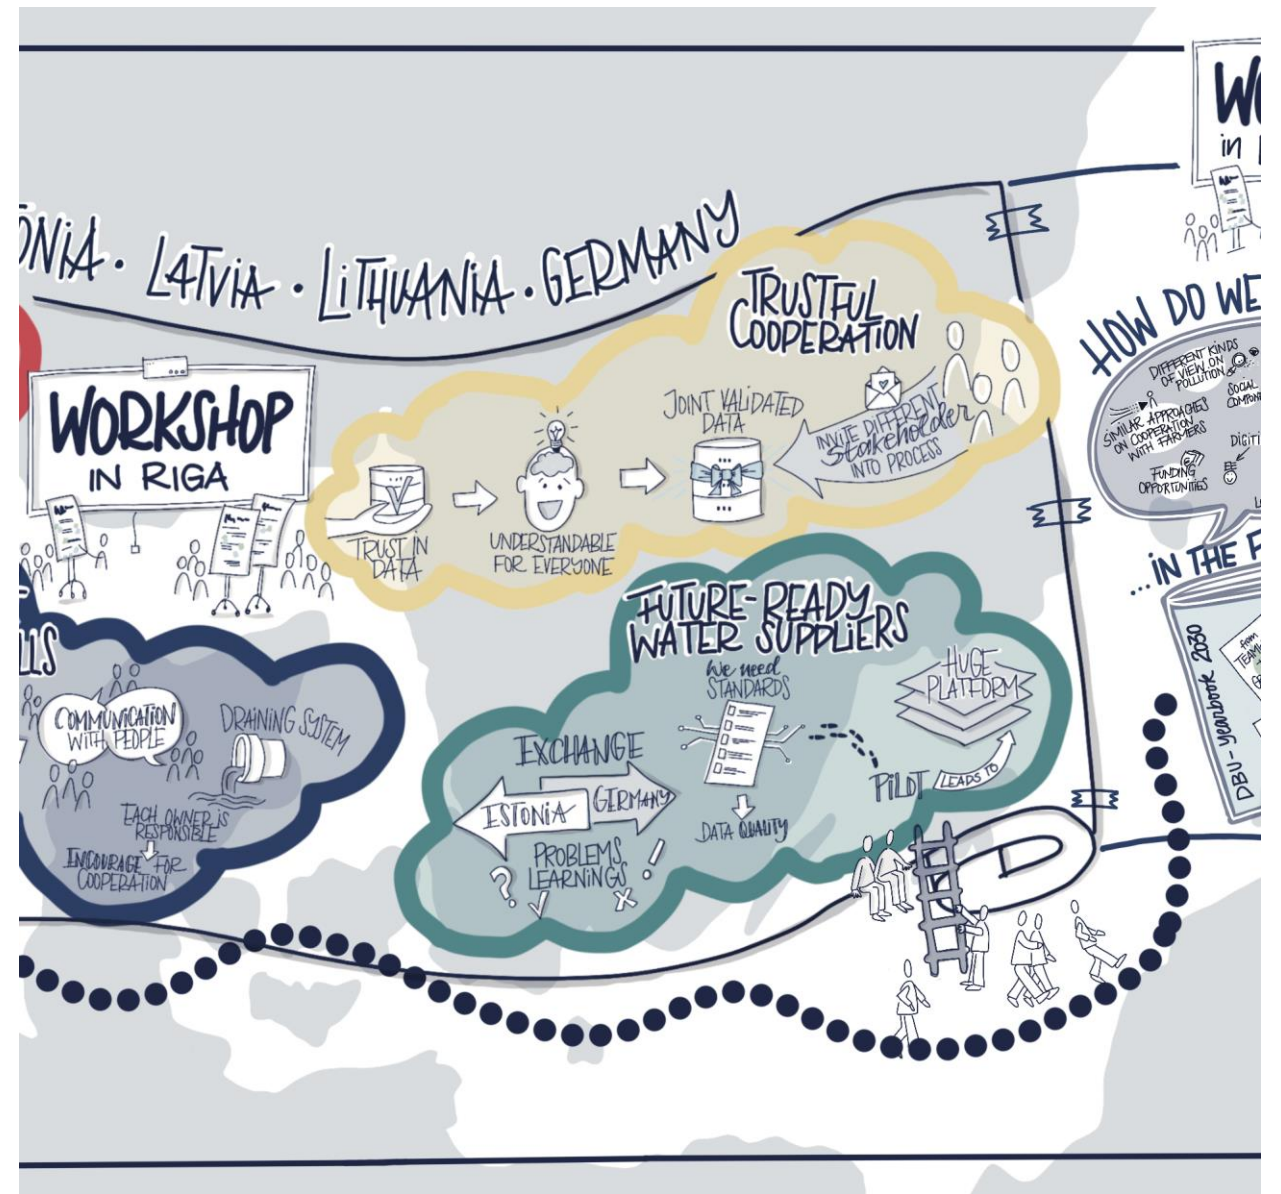 LATVIA · LITHUANIA · GERMANY
WORKSHOP
IN RIGA
TRUSTFUL
COOPERATION
TRUST IN
DATA
UNDERSTANDABLE
FOR EVERYONE
JOINT VALIDATED
DATA
INVITE DIFFERENT
Stakeholder
INTO PROCESS
COMMUNICATION
WITH PEOPLE
DRAINING SYSTEM
EACH OWNER IS
RESPONSIBLE
ENCOURAGE FOR
COOPERATION
FUTURE-READY
WATER SUPPLIERS
EXCHANGE
ESTONIA
GERMANY
PROBLEMS
LEARNINGS
? ! x
We need
STANDARDS
DATA QUALITY
PILOT
LEADS TO
HUGE
PLATFORM
in
HOW DO WE
DIFFERENT KINDS
OF VIEW ON
POLLUTION
SOCIAL
SIMILAR APPROACHES
ON COOPERATION
WITH FARMERS
FUNDING
OPPORTUNITIES
...IN THE
DBU-yearbook 2030
from